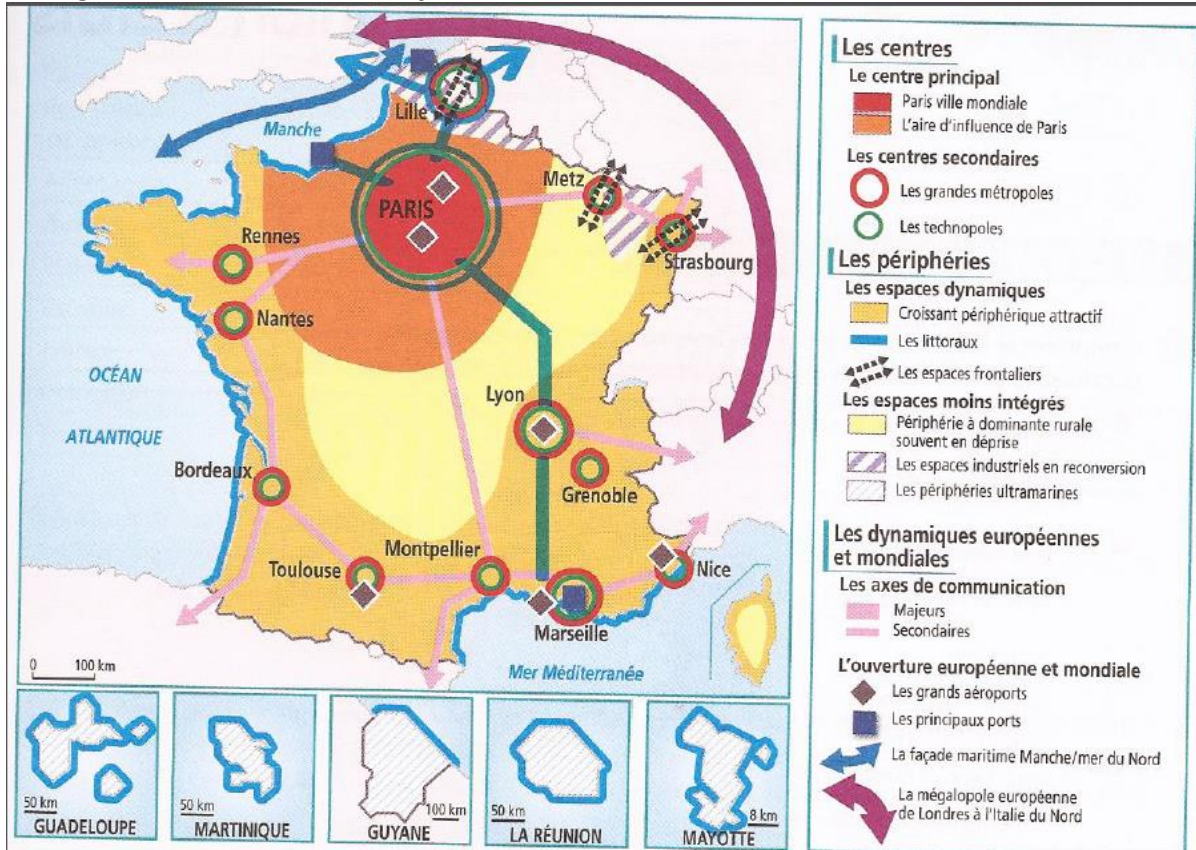 Lille
Manche
Metz
PARIS
Rennes
Strasbourg
Nantes
OCÉAN
ATLANTIQUE
Lyon
Bordeaux
Grenoble
Montpellier
Toulouse
Nice
Marseille
0 100 km
Mer Méditerranée
50 km
GUADELOUPE
50 km
MARTINIQUE
100 km
GUYANE
50 km
LA RÉUNION
8 km
MAYOTTE
Les centres
Le centre principal
Paris ville mondiale
L'aire d'influence de Paris
Les centres secondaires
Les grandes métropoles
Les technopoles
Les périphéries
Les espaces dynamiques
Croissant périphérique attractif
Les littoraux
Les espaces frontaliers
Les espaces moins intégrés
Périphérie à dominante rurale
souvent en déprise
Les espaces industriels en reconversion
Les périphéries ultramarines
Les dynamiques européennes
et mondiales
Les axes de communication
Majeurs
Secondaires
L'ouverture européenne et mondiale
Les grands aéroports
Les principaux ports
La façade maritime Manche/mer du Nord
La mégalopole européenne
de Londres à l'Italie du Nord